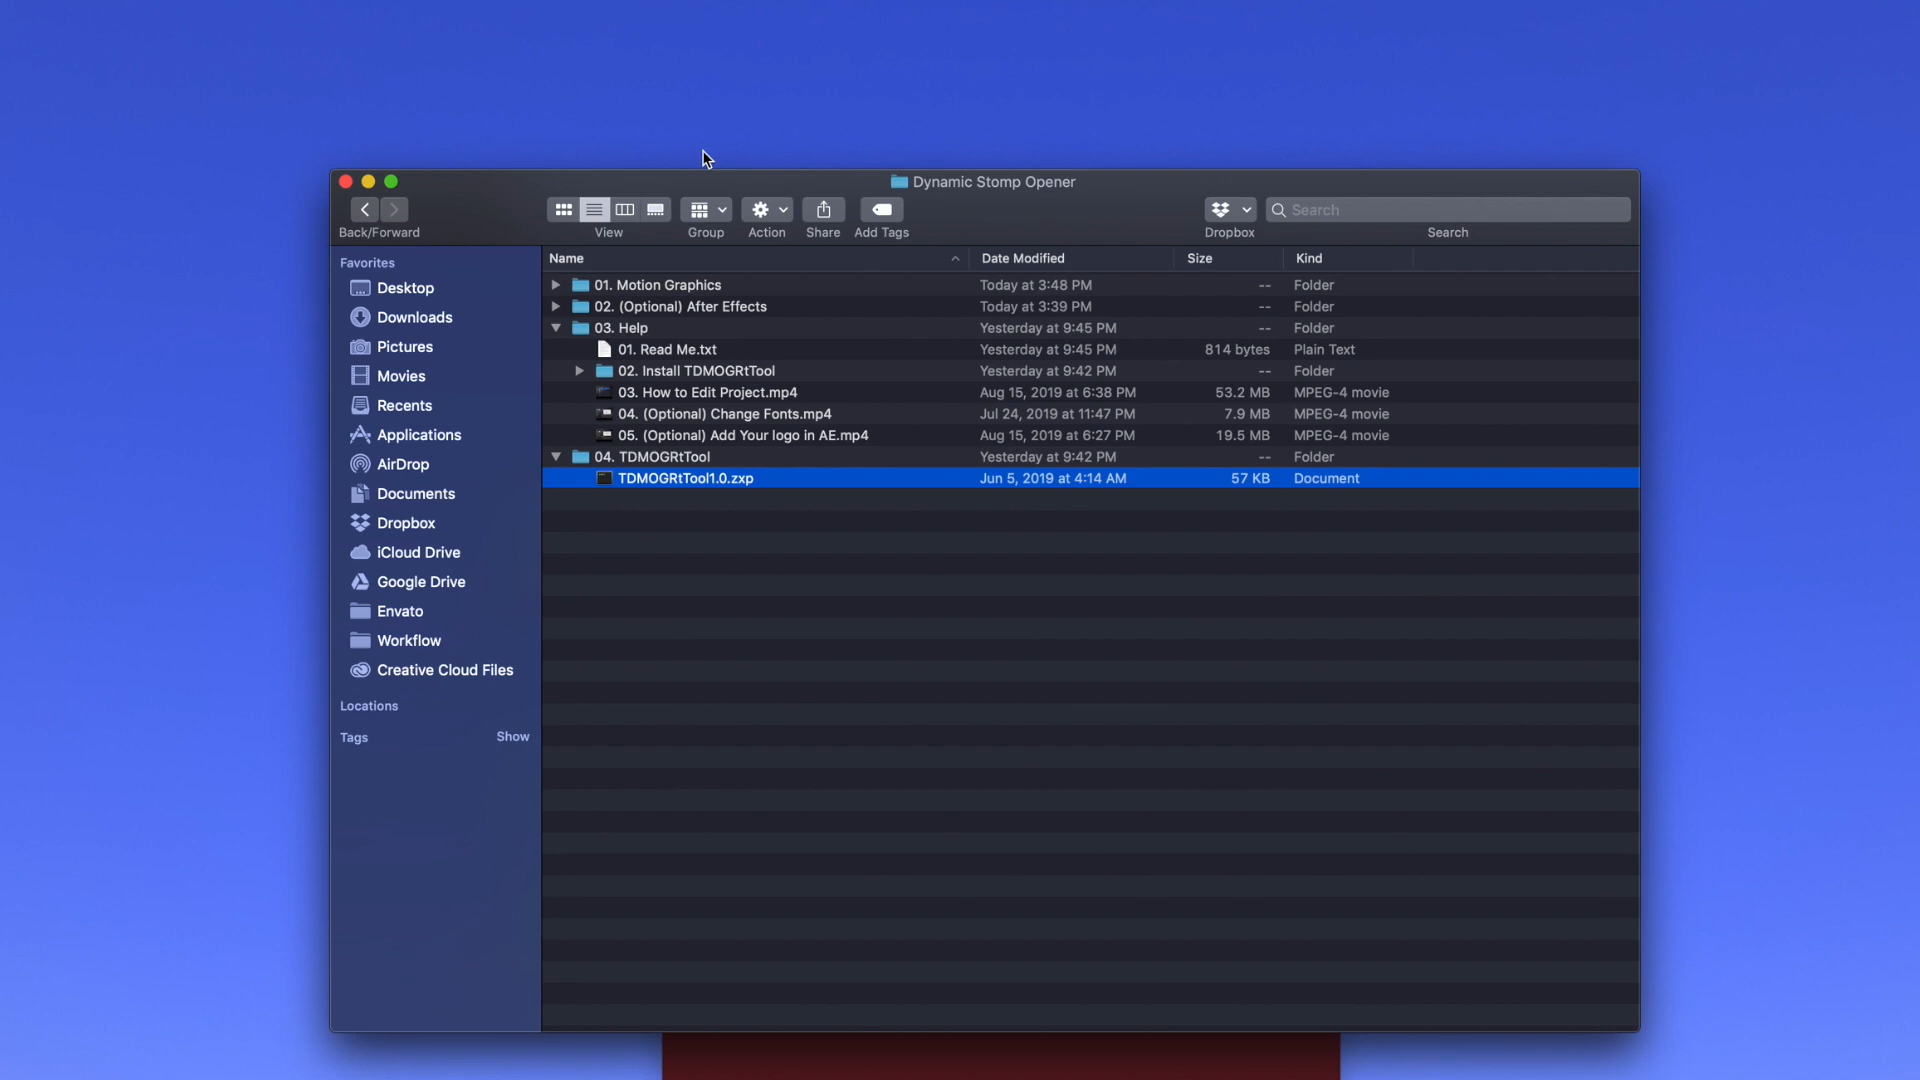 Dynamic Stomp Opener
Search
Back/Forward
View
Group
Action
Share
Add Tags
Dropbox
Search
Favorites
Desktop
Downloads
Pictures
Movies
Recents
Applications
AirDrop
Documents
Dropbox
iCloud Drive
Google Drive
Envato
Workflow
Creative Cloud Files
Locations
Tags Show
Name Date Modified Size Kind
01. Motion Graphics Today at 3:48 PM -- Folder
02. (Optional) After Effects Today at 3:39 PM -- Folder
03. Help Yesterday at 9:45 PM -- Folder
01. Read Me.txt Yesterday at 9:45 PM 814 bytes Plain Text
02. Install TDMOGRtTool Yesterday at 9:42 PM -- Folder
03. How to Edit Project.mp4 Aug 15, 2019 at 6:38 PM 53.2 MB MPEG-4 movie
04. (Optional) Change Fonts.mp4 Jul 24, 2019 at 11:47 PM 7.9 MB MPEG-4 movie
05. (Optional) Add Your logo in AE.mp4 Aug 15, 2019 at 6:27 PM 19.5 MB MPEG-4 movie
04. TDMOGRtTool Yesterday at 9:42 PM -- Folder
TDMOGRtTool1.0.zxp Jun 5, 2019 at 4:14 AM 57 KB Document